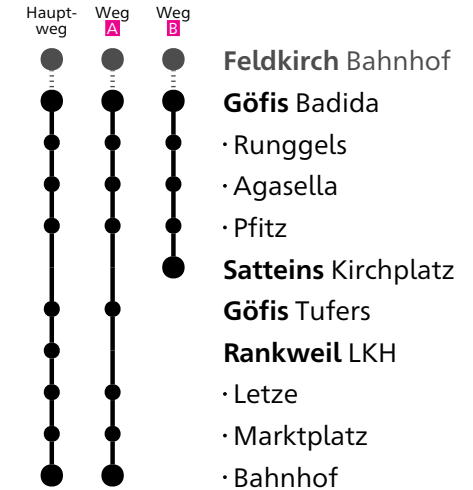 Haupt- Weg Weg
weg A B
Feldkirch Bahnhof
Göfis Badida
· Runggels
· Agasella
· Pfitz
Satteins Kirchplatz
Göfis Tufers
Rankweil LKH
· Letze
· Marktplatz
· Bahnhof